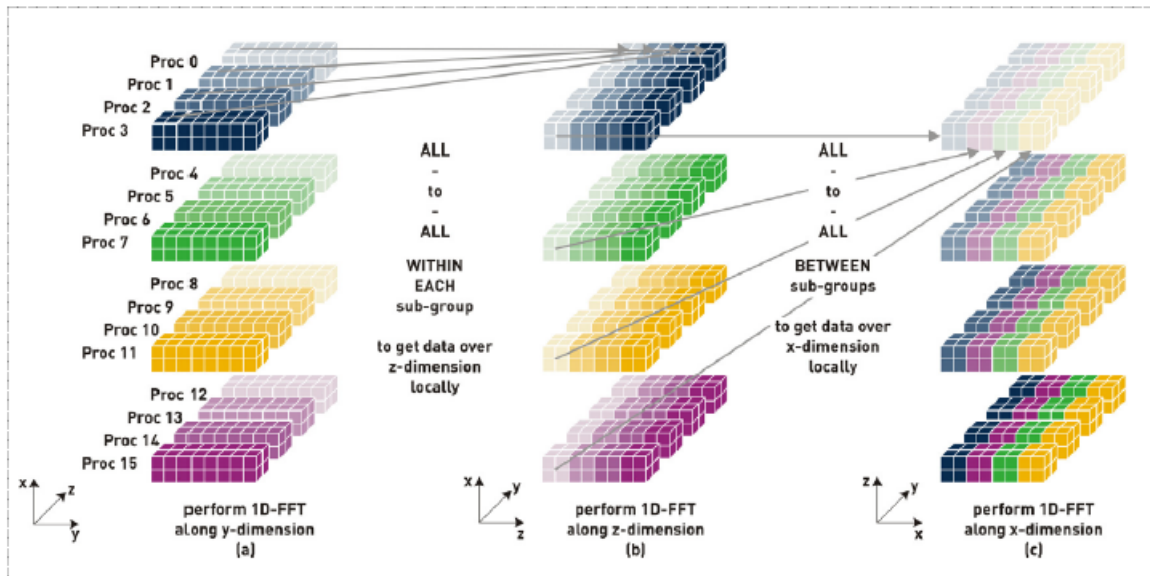 Proc 0
Proc 1
Proc 2
Proc 3
Proc 4
Proc 5
Proc 6
Proc 7
Proc 8
Proc 9
Proc 10
Proc 11
Proc 12
Proc 13
Proc 14
Proc 15
x
z
y
perform 1D-FFT
along y-dimension
(a)
ALL
-
to
-
ALL
WITHIN
EACH
sub-group
to get data over
z-dimension
locally
x
y
z
perform 1D-FFT
along z-dimension
(b)
ALL
-
to
-
ALL
BETWEEN
sub-groups
to get data over
x-dimension
locally
z
y
x
perform 1D-FFT
along x-dimension
(c)